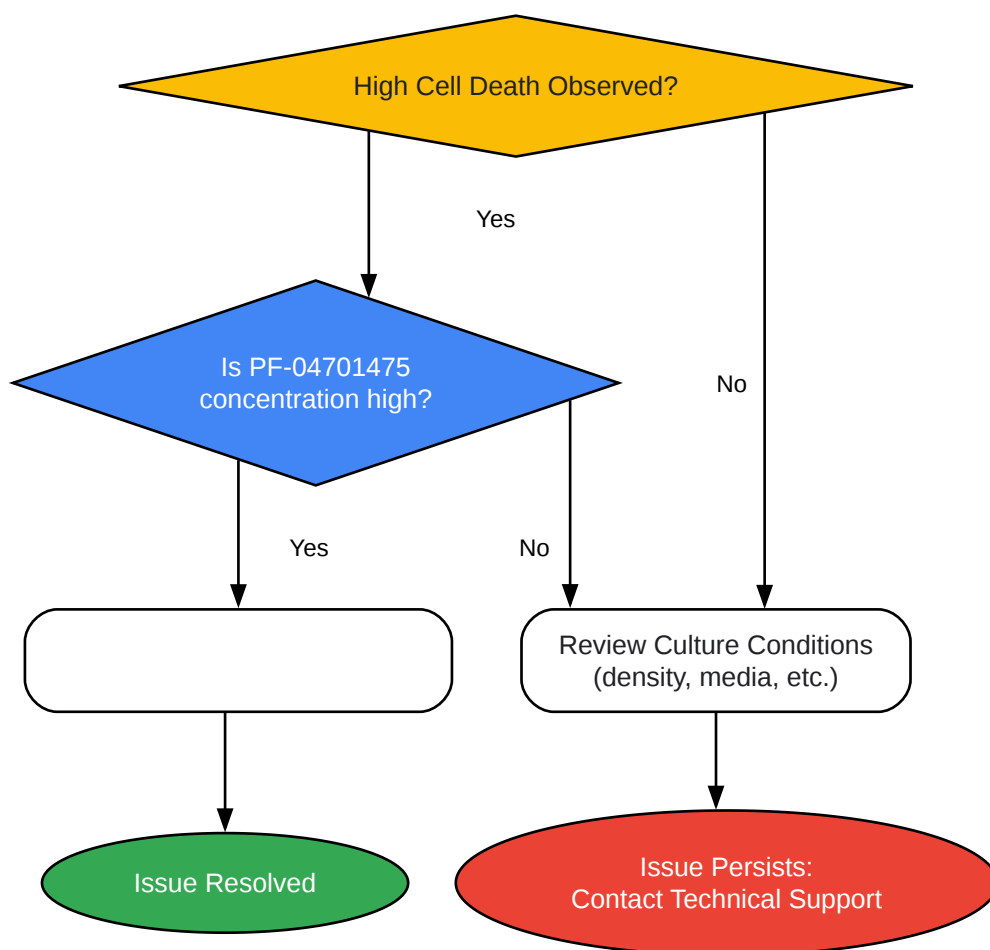 High Cell Death Observed?
Yes
Is PF-04701475
concentration high?
No
Yes
No
Review Culture Conditions
(density, media, etc.)
Issue Resolved
Issue Persists:
Contact Technical Support